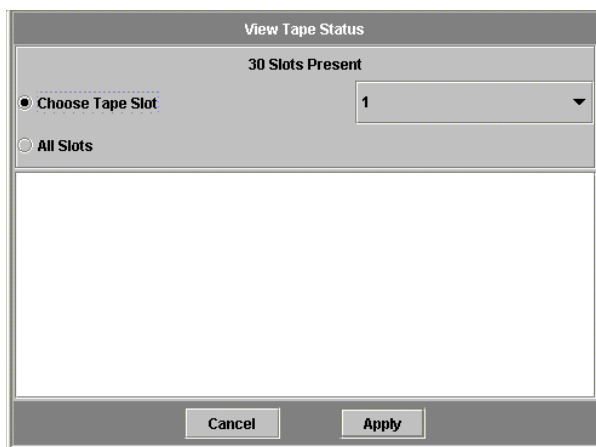 View Tape Status
30 Slots Present
Choose Tape Slot 1
All Slots
Cancel Apply